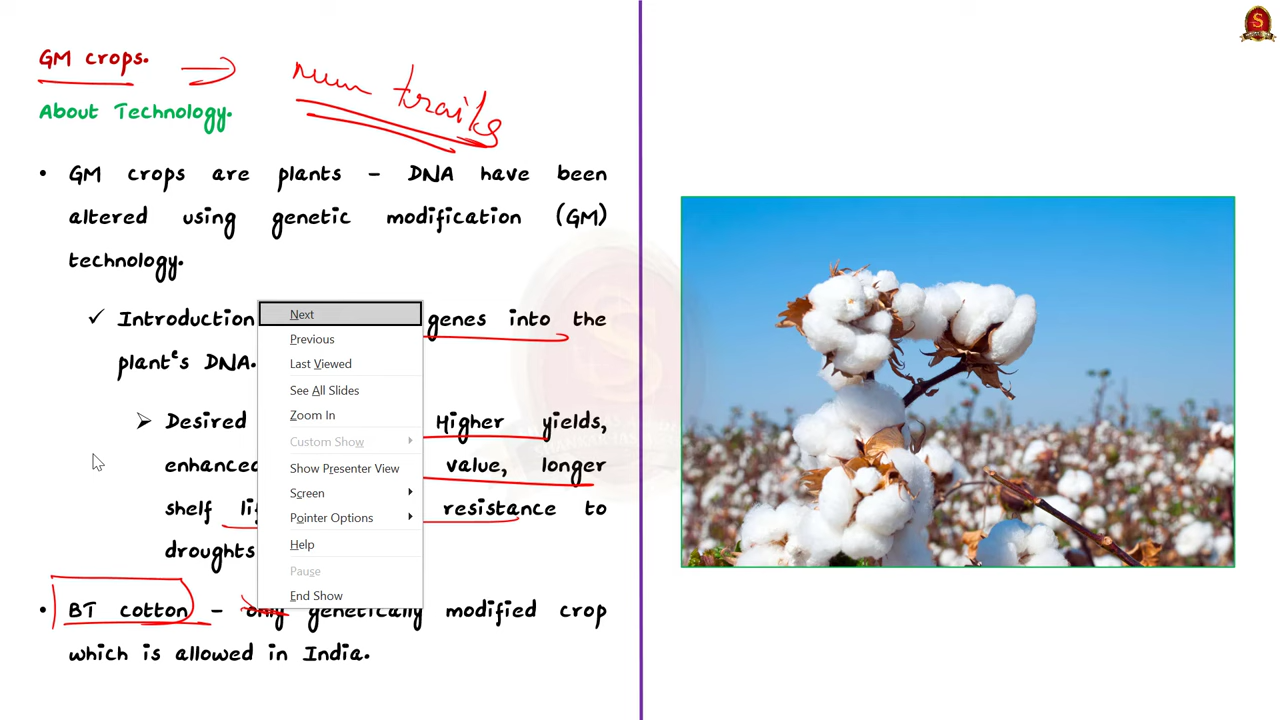 GM crops.
new traits
About Technology.
• GM crops are plants - DNA have been
altered using genetic modification (GM)
technology.
✓ Introduction genes into the
plant's DNA.
➢ Desired Higher yields,
enhanced value, longer
shelf resistance to
droughts
• BT cotton - only genetically modified crop
which is allowed in India.
Next
Previous
Last Viewed
See All Slides
Zoom In
Custom Show
Show Presenter View
Screen
Pointer Options
Help
Pause
End Show